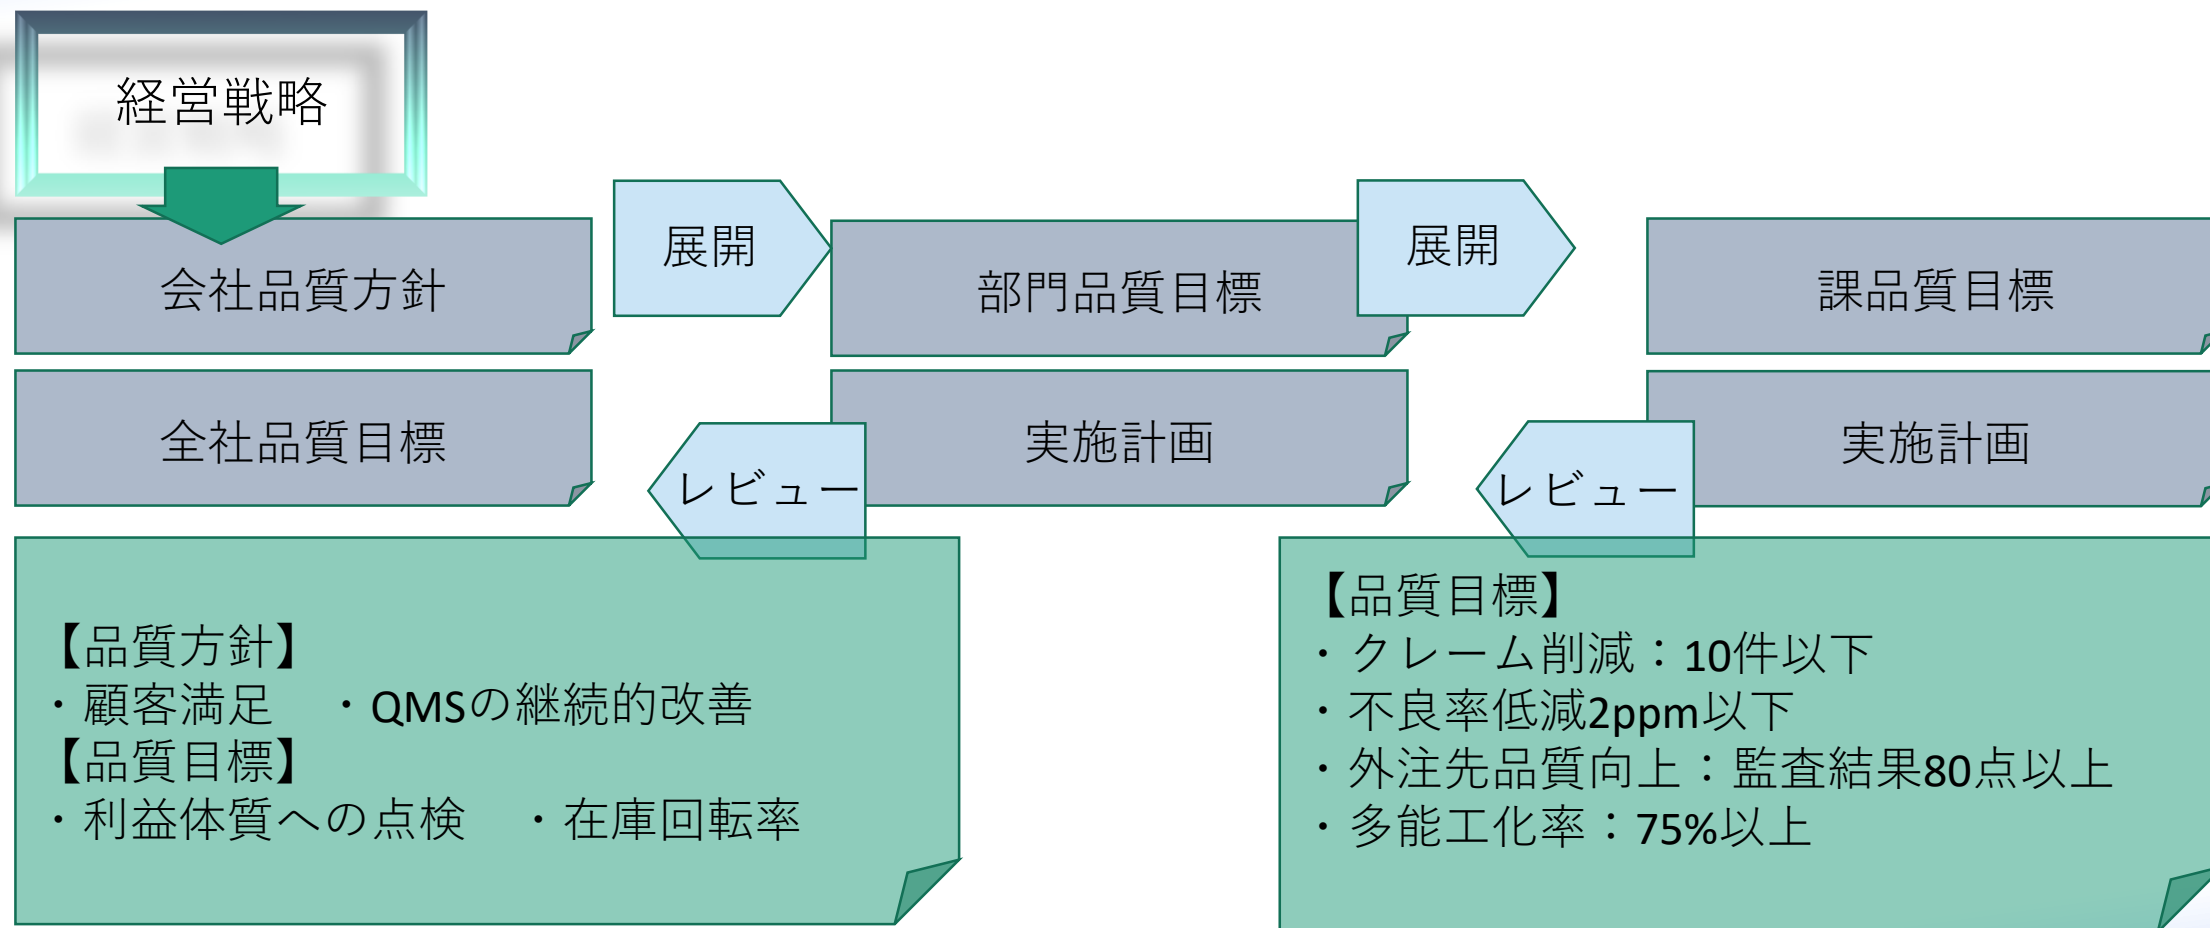 経営戦略
展開
展開
会社品質方針
部門品質目標
課品質目標
全社品質目標
実施計画
実施計画
レビュー
レビュー
【品質方針】
・顧客満足　・QMSの継続的改善
【品質目標】
・利益体質への点検　・在庫回転率
【品質目標】
・クレーム削減：10件以下
・不良率低減2ppm以下
・外注先品質向上：監査結果80点以上
・多能工化率：75%以上